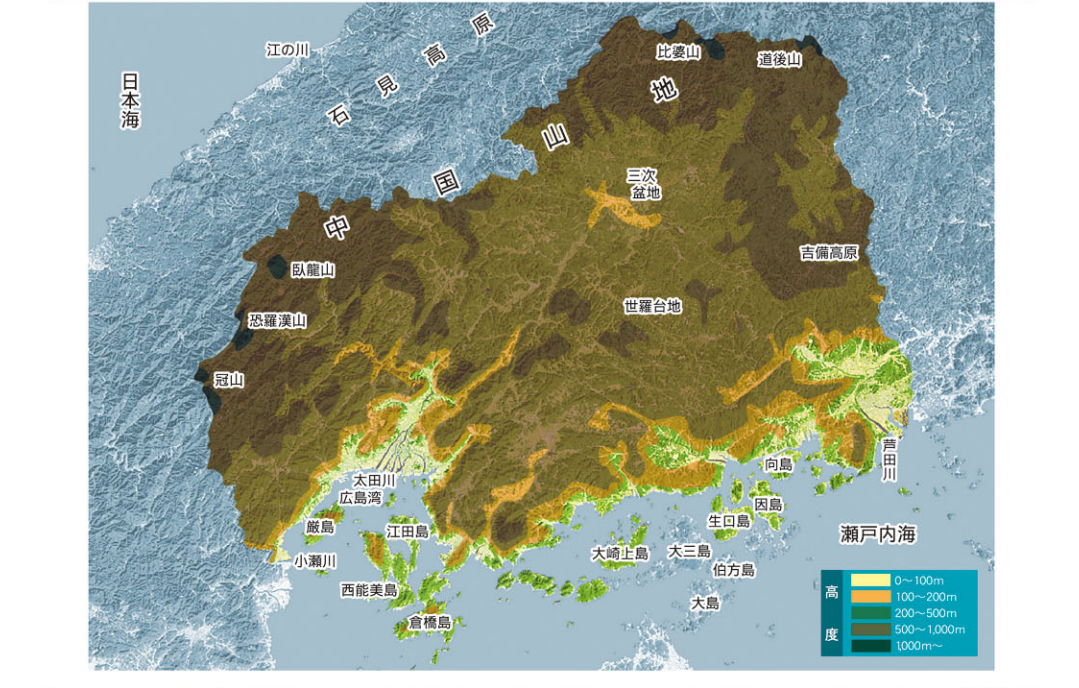 江の川
石見高原
日本海
比婆山
道後山
中国山地
三次
盆地
吉備高原
臥龍山
世羅台地
恐羅漢山
冠山
芦田川
向島
太田川
広島湾
因島
生口島
厳島
江田島
瀬戸内海
大崎上島
大三島
小瀬川
伯方島
西能美島
大島
倉橋島
高度
0〜100m
100〜200m
200〜500m
500〜1,000m
1,000m〜